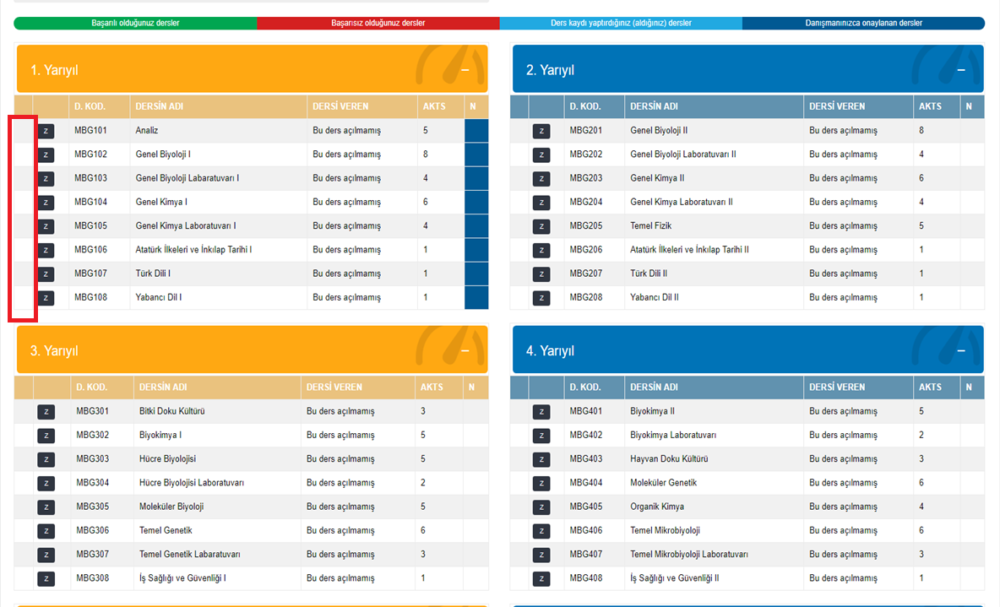 Başarılı olduğunuz dersler Başarısız olduğunuz dersler Ders kaydı yaptırdığınız (aldığınız) dersler Danışmanınızca onaylanan dersler
1. Yarıyıl
D. KOD. DERSİN ADI DERSİ VEREN AKTS N
Z MBG101 Analiz Bu ders açılmamış 5
Z MBG102 Genel Biyoloji I Bu ders açılmamış 8
Z MBG103 Genel Biyoloji Labaratuvarı I Bu ders açılmamış 4
Z MBG104 Genel Kimya I Bu ders açılmamış 6
Z MBG105 Genel Kimya Laboratuvarı I Bu ders açılmamış 4
Z MBG106 Atatürk İlkeleri ve İnkılap Tarihi I Bu ders açılmamış 1
Z MBG107 Türk Dili I Bu ders açılmamış 1
Z MBG108 Yabancı Dil I Bu ders açılmamış 1
2. Yarıyıl
D. KOD. DERSİN ADI DERSİ VEREN AKTS N
Z MBG201 Genel Biyoloji II Bu ders açılmamış 8
Z MBG202 Genel Biyoloji Laboratuvarı II Bu ders açılmamış 4
Z MBG203 Genel Kimya II Bu ders açılmamış 6
Z MBG204 Genel Kimya Laboratuvarı II Bu ders açılmamış 4
Z MBG205 Temel Fizik Bu ders açılmamış 5
Z MBG206 Atatürk İlkeleri ve İnkılap Tarihi II Bu ders açılmamış 1
Z MBG207 Türk Dili II Bu ders açılmamış 1
Z MBG208 Yabancı Dil II Bu ders açılmamış 1
3. Yarıyıl
D. KOD. DERSİN ADI DERSİ VEREN AKTS N
Z MBG301 Bitki Doku Kültürü Bu ders açılmamış 3
Z MBG302 Biyokimya I Bu ders açılmamış 5
Z MBG303 Hücre Biyolojisi Bu ders açılmamış 5
Z MBG304 Hücre Biyolojisi Laboratuvarı Bu ders açılmamış 2
Z MBG305 Moleküler Biyoloji Bu ders açılmamış 5
Z MBG306 Temel Genetik Bu ders açılmamış 6
Z MBG307 Temel Genetik Labaratuvarı Bu ders açılmamış 3
Z MBG308 İş Sağlığı ve Güvenliği I Bu ders açılmamış 1
4. Yarıyıl
D. KOD. DERSİN ADI DERSİ VEREN AKTS N
Z MBG401 Biyokimya II Bu ders açılmamış 5
Z MBG402 Biyokimya Laboratuvarı Bu ders açılmamış 2
Z MBG403 Hayvan Doku Kültürü Bu ders açılmamış 3
Z MBG404 Moleküler Genetik Bu ders açılmamış 6
Z MBG405 Organik Kimya Bu ders açılmamış 4
Z MBG406 Temel Mikrobiyoloji Bu ders açılmamış 6
Z MBG407 Temel Mikrobiyoloji Laboratuvarı Bu ders açılmamış 3
Z MBG408 İş Sağlığı ve Güvenliği II Bu ders açılmamış 1